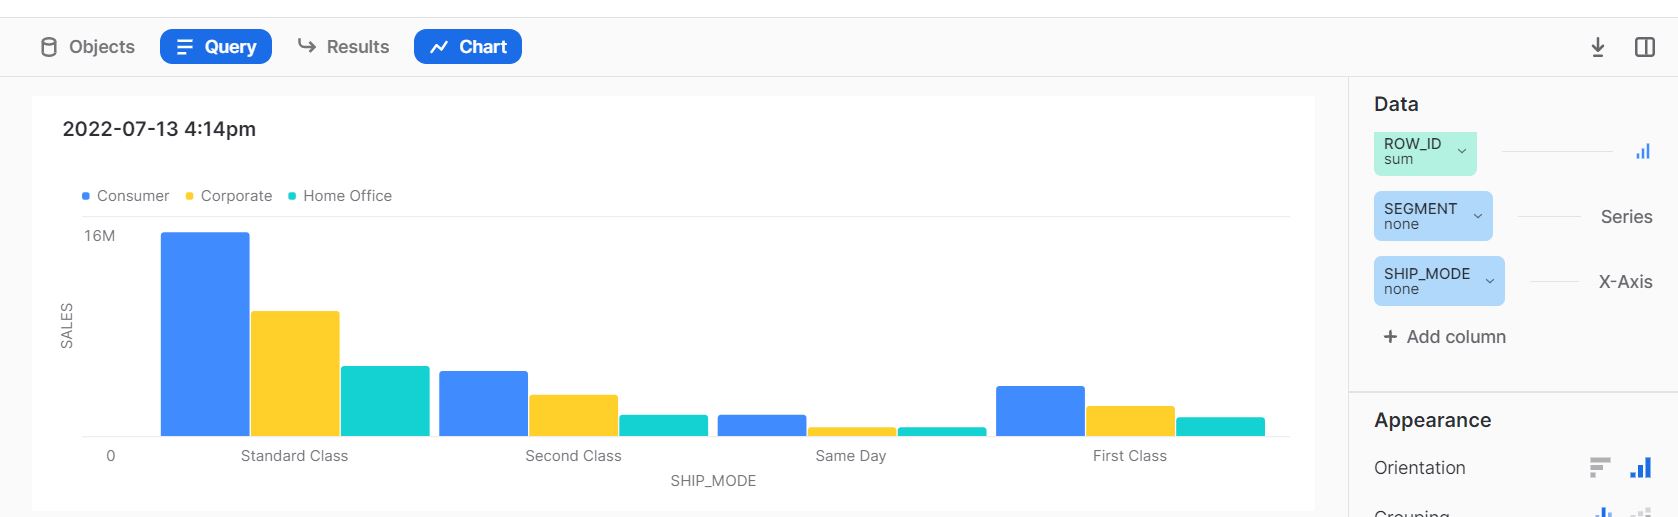 Objects Query Results Chart
2022-07-13 4:14pm
Consumer Corporate Home Office
16M
SALES
0
Standard Class Second Class Same Day First Class
SHIP_MODE
Data
ROW_ID
sum
SEGMENT
none
Series
SHIP_MODE
none
X-Axis
+ Add column
Appearance
Orientation
Grouping